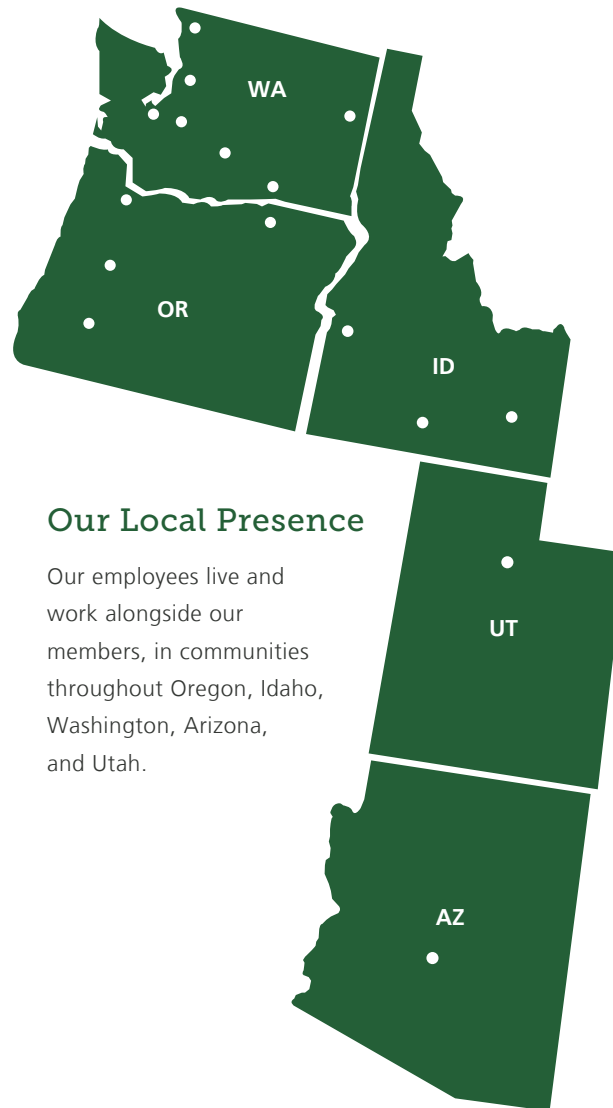 WA
OR
ID
Our Local Presence
Our employees live and
work alongside our
members, in communities
throughout Oregon, Idaho,
Washington, Arizona,
and Utah.
UT
AZ